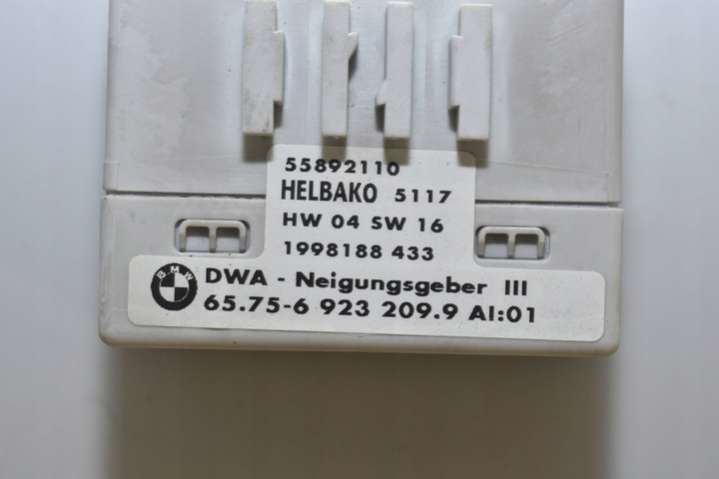 55892110
HELBAKO 5117
HW 04 SW 16
1998188 433
BMW
DWA - Neigungsgeber III
65.75-6 923 209.9 AI:01